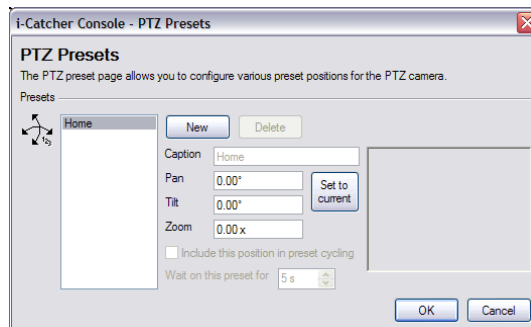 i-Catcher Console - PTZ Presets
PTZ Presets
The PTZ preset page allows you to configure various preset positions for the PTZ camera.
Presets
Home
New
Delete
Caption
Home
Pan
0.00°
Tilt
0.00°
Set to
current
Zoom
0.00 x
Include this position in preset cycling
Wait on this preset for
5 s
OK
Cancel
123